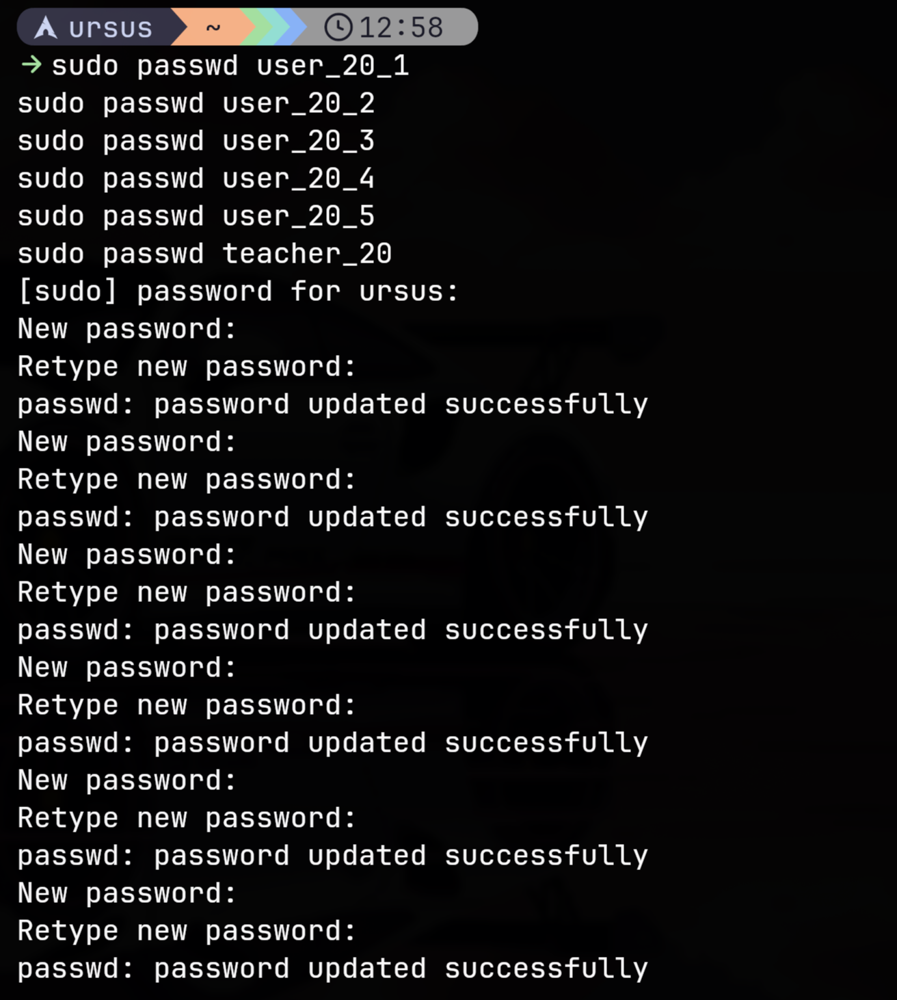 ursus ~ 12:58
→ sudo passwd user_20_1
sudo passwd user_20_2
sudo passwd user_20_3
sudo passwd user_20_4
sudo passwd user_20_5
sudo passwd teacher_20
[sudo] password for ursus:
New password:
Retype new password:
passwd: password updated successfully
New password:
Retype new password:
passwd: password updated successfully
New password:
Retype new password:
passwd: password updated successfully
New password:
Retype new password:
passwd: password updated successfully
New password:
Retype new password:
passwd: password updated successfully
New password:
Retype new password:
passwd: password updated successfully